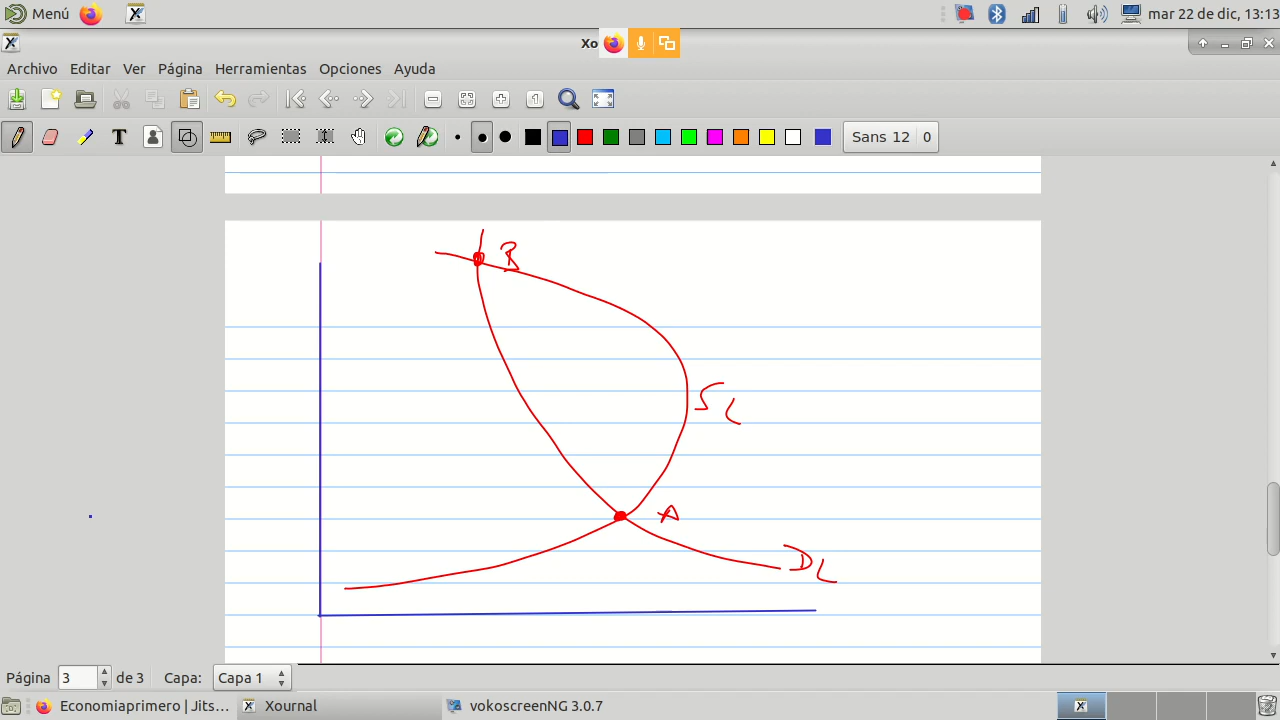 Menú mar 22 de dic, 13:13
Xo
Archivo Editar Ver Página Herramientas Opciones Ayuda
T Sans 12 0
B
SL
A
DL
Página 3 de 3 Capa: Capa 1
Economiaprimero | Jits... Xournal vokoscreenNG 3.0.7